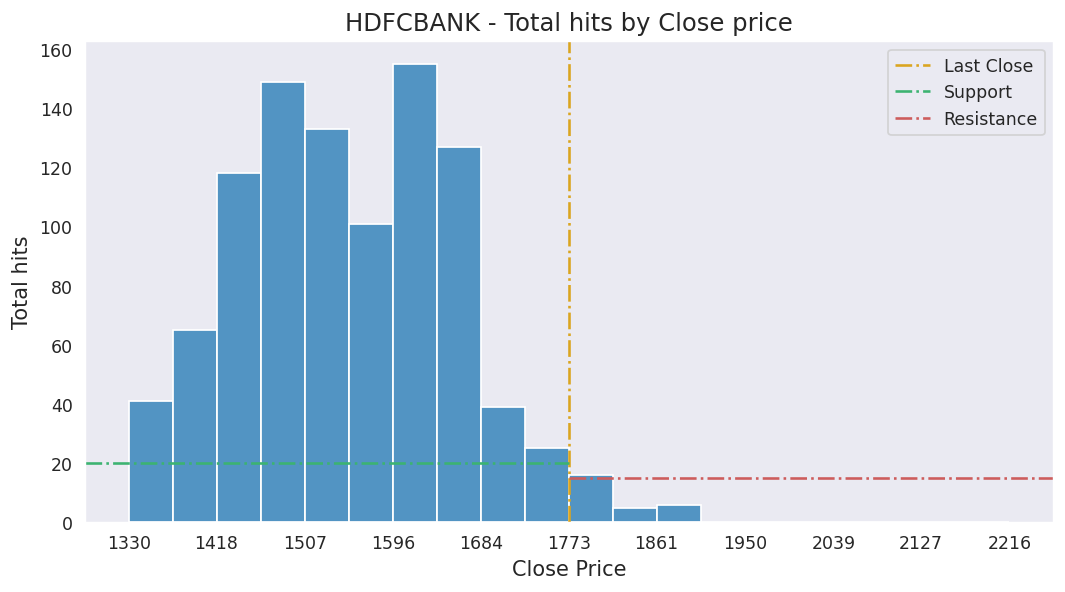 HDFCBANK - Total hits by Close price
Last Close
Support
Resistance
Total hits
160
140
120
100
80
60
40
20
0
1330 1418 1507 1596 1684 1773 1861 1950 2039 2127 2216
Close Price